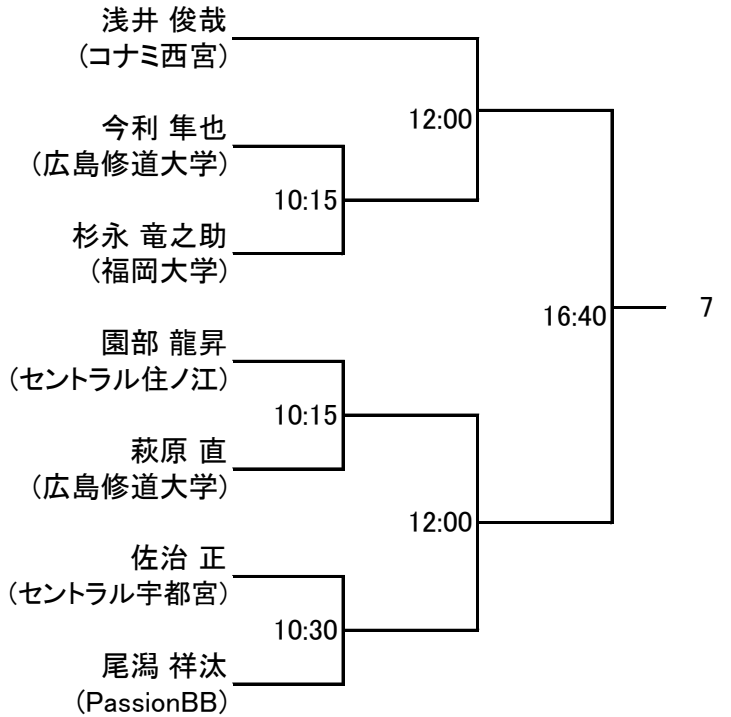 浅井 俊哉
(コナミ西宮)
12:00
今利 隼也
(広島修道大学)
10:15
杉永 竜之助
(福岡大学)
16:40
7
園部 龍昇
(セントラル住ノ江)
10:15
萩原 直
(広島修道大学)
12:00
佐治 正
(セントラル宇都宮)
10:30
尾潟 祥汰
(PassionBB)